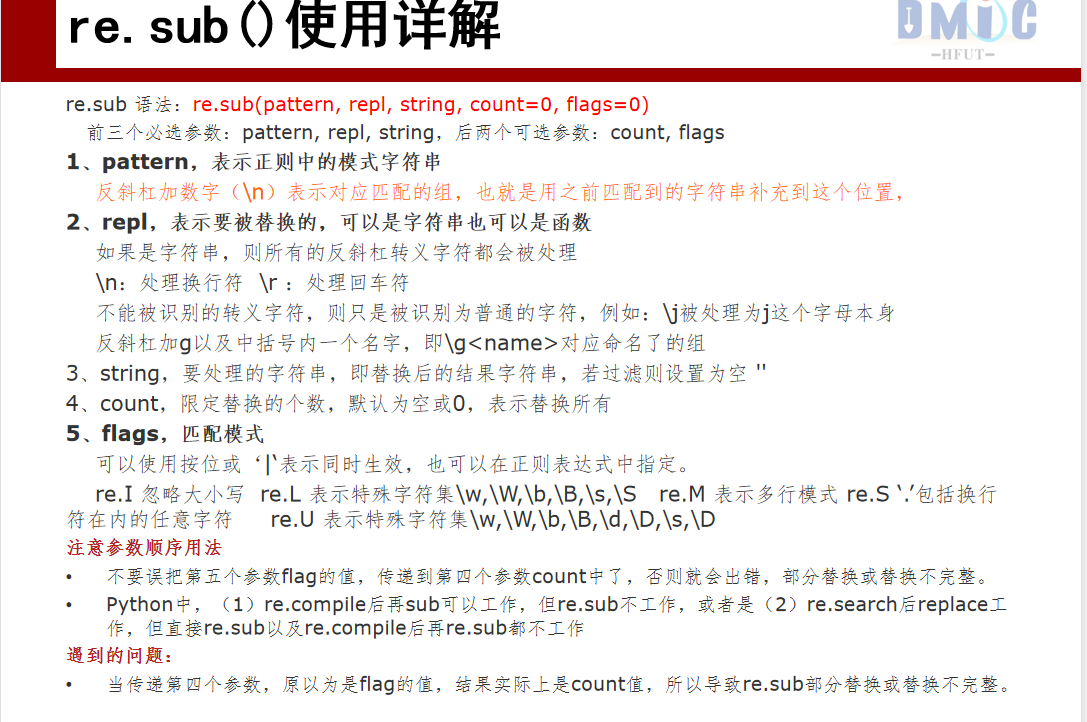 re.sub()使用详解
DMiC
-HFUT-
re.sub 语法：re.sub(pattern, repl, string, count=0, flags=0)
前三个必选参数：pattern, repl, string，后两个可选参数：count, flags
1、pattern，表示正则中的模式字符串
反斜杠加数字（\n）表示对应匹配的组，也就是用之前匹配到的字符串补充到这个位置，
2、repl，表示要被替换的，可以是字符串也可以是函数
如果是字符串，则所有的反斜杠转义字符都会被处理
\n：处理换行符 \r ：处理回车符
不能被识别的转义字符，则只是被识别为普通的字符，例如：\j被处理为j这个字母本身
反斜杠加g以及中括号内一个名字，即\g<name>对应命名了的组
3、string，要处理的字符串，即替换后的结果字符串，若过滤则设置为空 ''
4、count，限定替换的个数，默认为空或0，表示替换所有
5、flags，匹配模式
可以使用按位或‘|‘表示同时生效，也可以在正则表达式中指定。
re.I 忽略大小写 re.L 表示特殊字符集\w,\W,\b,\B,\s,\S re.M 表示多行模式 re.S ‘.’包括换行
符在内的任意字符 re.U 表示特殊字符集\w,\W,\b,\B,\d,\D,\s,\D
注意参数顺序用法
• 不要误把第五个参数flag的值，传递到第四个参数count中了，否则就会出错，部分替换或替换不完整。
• Python中，（1）re.compile后再sub可以工作，但re.sub不工作，或者是（2）re.search后replace工
作，但直接re.sub以及re.compile后再re.sub都不工作
遇到的问题：
• 当传递第四个参数，原以为是flag的值，结果实际上是count值，所以导致re.sub部分替换或替换不完整。